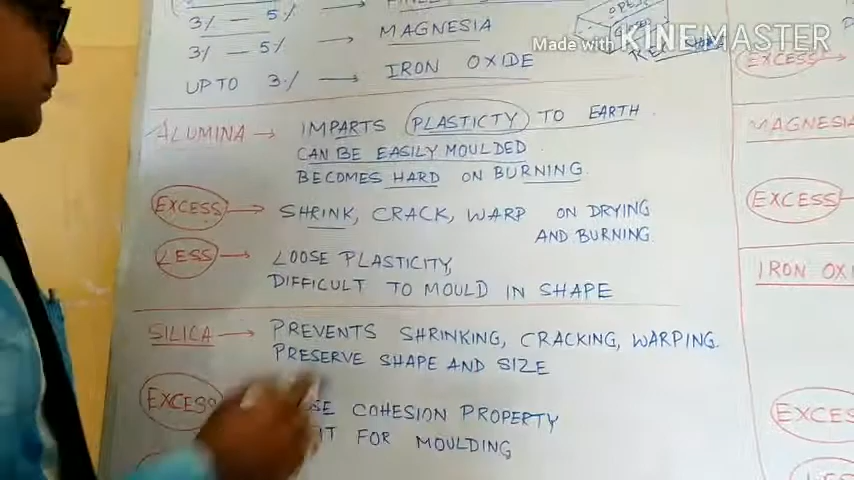 3% — 5%
3% — 5% → MAGNESIA
UPTO 3% → IRON OXIDE
Made with KINEMASTER
ALUMINA → IMPARTS PLASTICITY TO EARTH
CAN BE EASILY MOULDED
BECOMES HARD ON BURNING
EXCESS → SHRINK, CRACK, WARP ON DRYING
AND BURNING
LESS → LOOSE PLASTICITY,
DIFFICULT TO MOULD IN SHAPE
SILICA → PREVENTS SHRINKING, CRACKING, WARPING.
PRESERVE SHAPE AND SIZE
EXCESS
COHESION PROPERTY,
FOR MOULDING.
EXCESS →
MAGNESIA
EXCESS
IRON
EXCESS